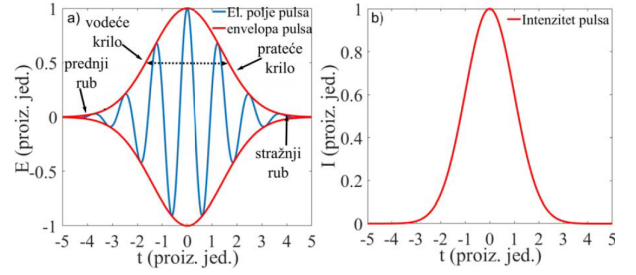 a)
El. polje pulsa
envelopa pulsa
vodeće
krilo
prateće
krilo
prednji
rub
stražnji
rub
E (proiz. jed.)
1
0.5
0
-0.5
-1
-5 -4 -3 -2 -1 0 1 2 3 4 5
t (proiz. jed.)
b)
Intenzitet pulsa
I (proiz. jed.)
1
0.8
0.6
0.4
0.2
0
-5 -4 -3 -2 -1 0 1 2 3 4 5
t (proiz. jed.)